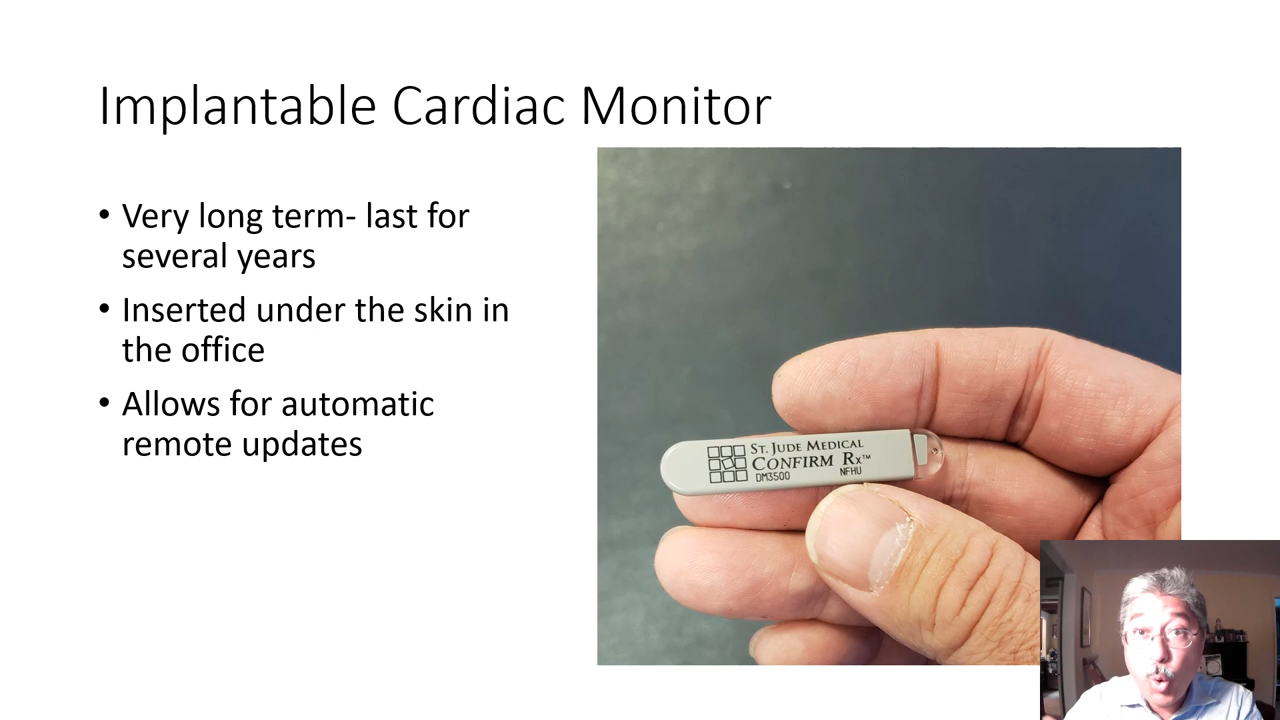 Implantable Cardiac Monitor
• Very long term- last for
several years
• Inserted under the skin in
the office
• Allows for automatic
remote updates
ST. JUDE MEDICAL
CONFIRM RX™
DM3500 NFHU